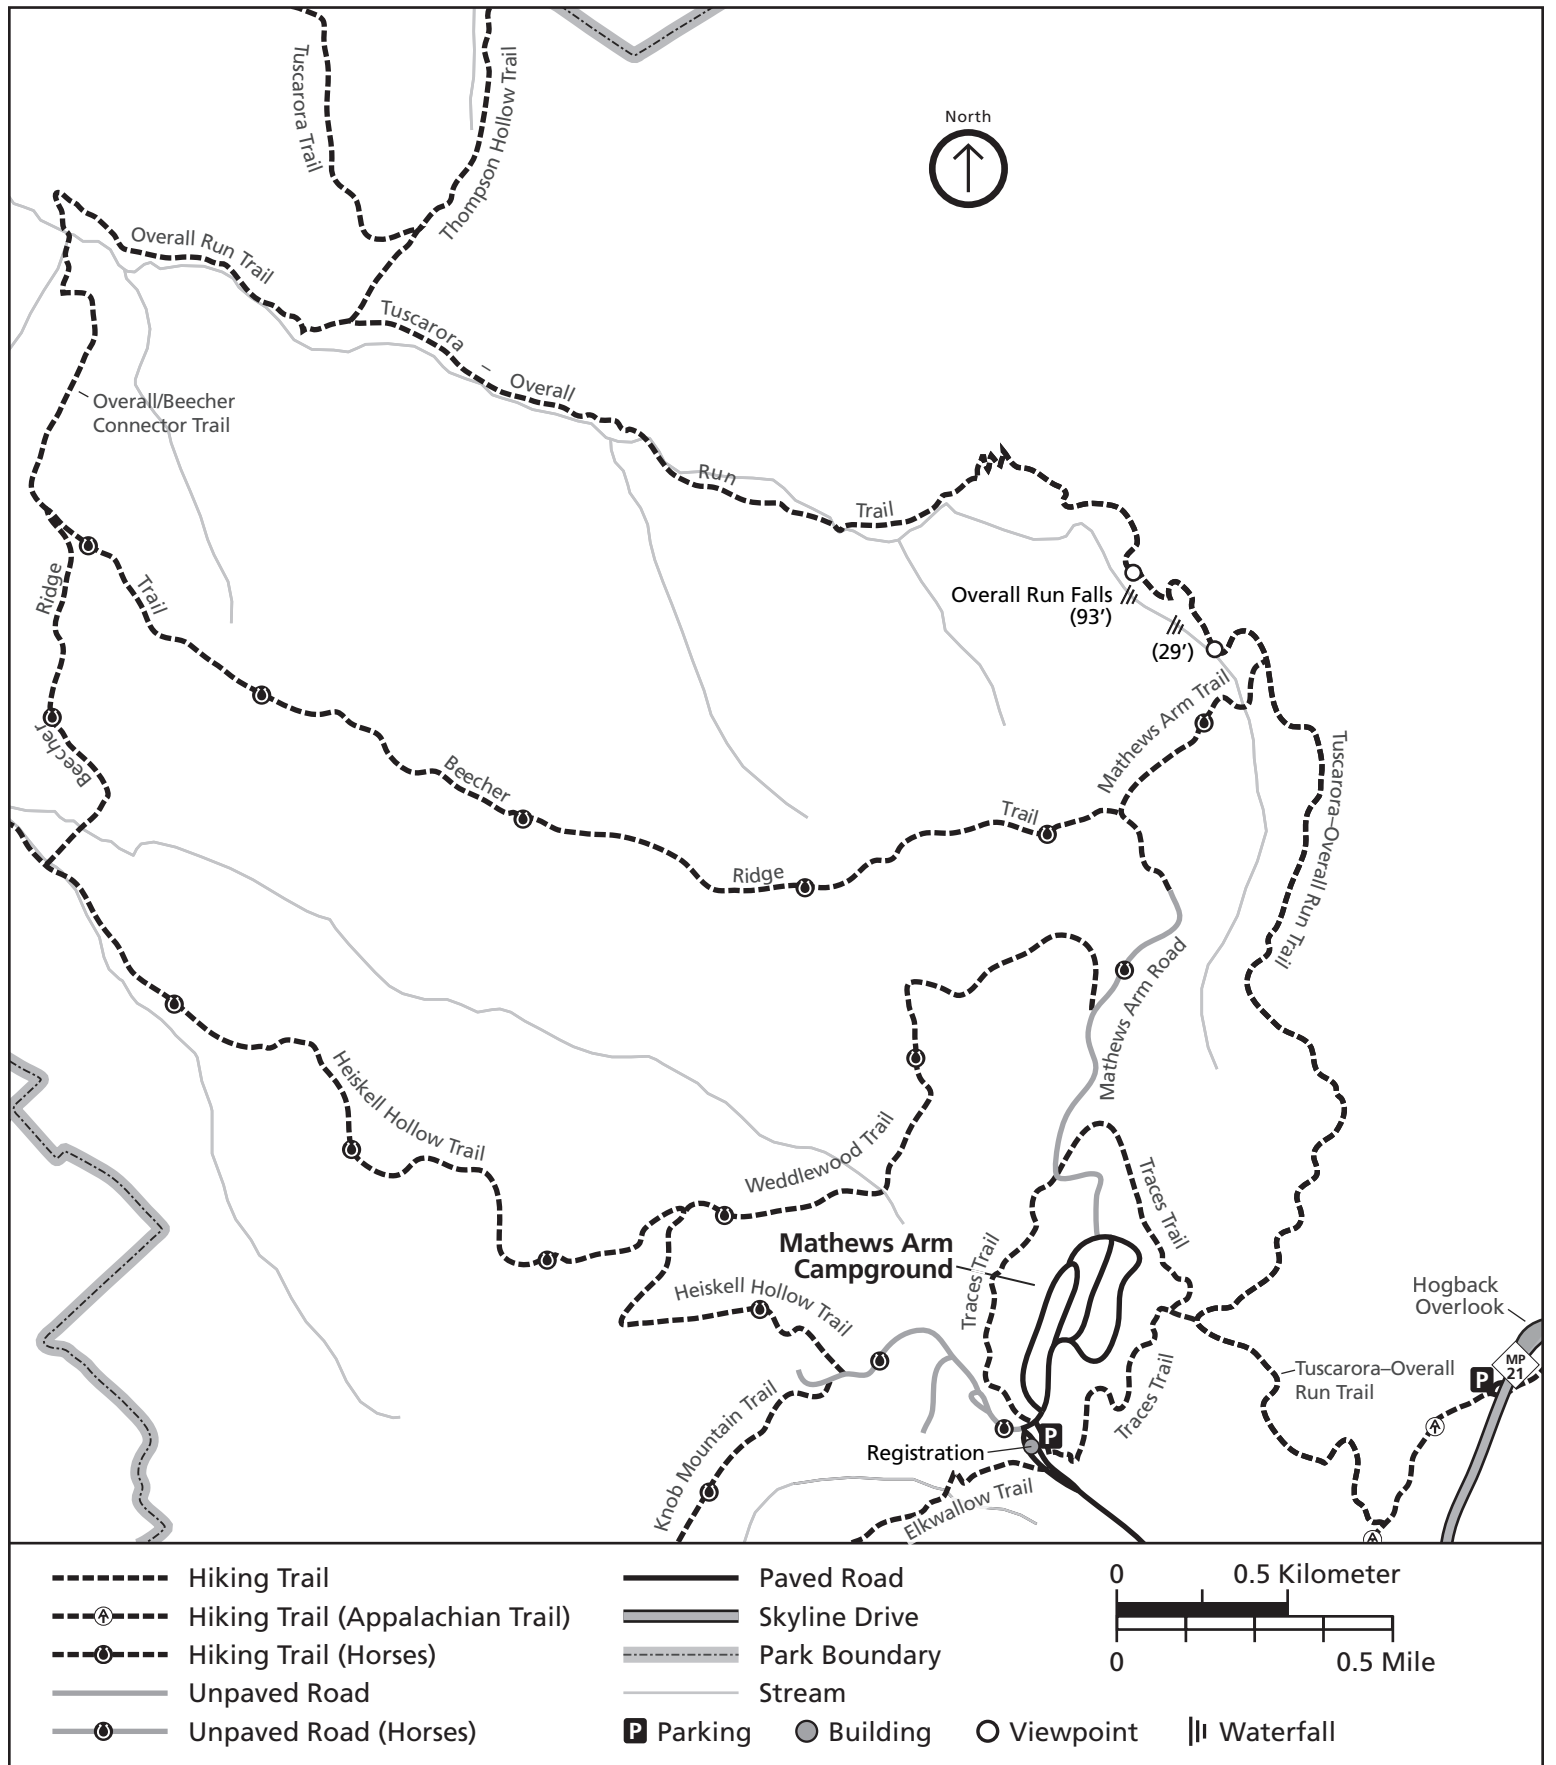 Tuscarora Trail
Thompson Hollow Trail
North
Overall Run Trail
Tuscarora – Overall Run Trail
Overall/Beecher
Connector Trail
Overall Run Falls
(93’)
(29’)
Mathews Arm Trail
Beecher Ridge Trail
Beecher Ridge Trail
Tuscarora–Overall Run Trail
Mathews Arm Road
Heiskell Hollow Trail
Weddlewood Trail
Traces Trail
Mathews Arm
Campground
Traces Trail
Heiskell Hollow Trail
Hogback
Overlook
MP
21
P
Tuscarora–Overall
Run Trail
Traces Trail
Knob Mountain Trail
P
Registration
Elkwallow Trail
Hiking Trail
Hiking Trail (Appalachian Trail)
Hiking Trail (Horses)
Unpaved Road
Unpaved Road (Horses)
Paved Road
Skyline Drive
Park Boundary
Stream
P Parking
Building
Viewpoint
Waterfall
0 0.5 Kilometer
0 0.5 Mile